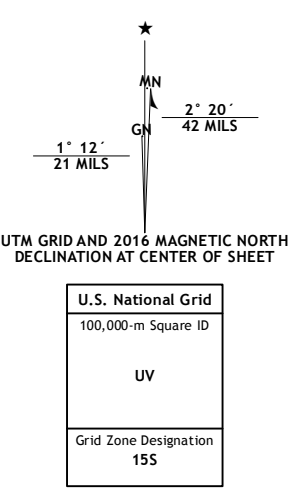 ★
MN
2° 20´
42 MILS
GN
1° 12´
21 MILS
UTM GRID AND 2016 MAGNETIC NORTH
DECLINATION AT CENTER OF SHEET
U.S. National Grid
100,000-m Square ID
UV
Grid Zone Designation
15S